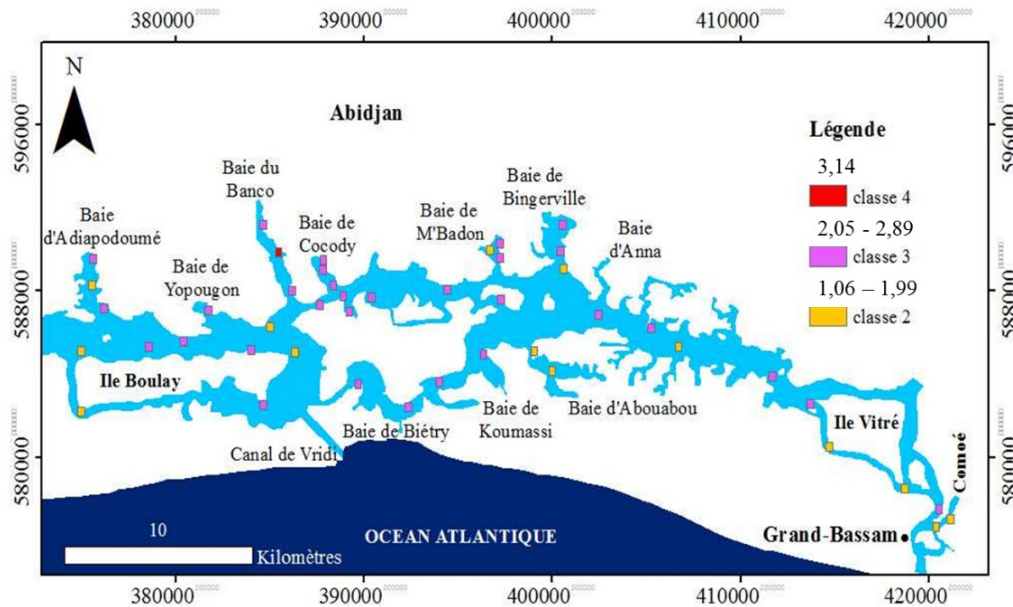 380000 390000 400000 410000 420000
N
Abidjan
596000
596000
Légende
3,14
classe 4
2,05 - 2,89
classe 3
1,06 – 1,99
classe 2
Baie du
Banco
Baie de
Cocody
Baie de
M'Badon
Baie de
Bingerville
Baie
d'Anna
Baie
d'Adiapodoumé
Baie de
Yopougon
588000
588000
Ile Boulay
Baie de Biétry
Baie de
Koumassi
Baie d'Abouabou
Ile Vitré
Comoé
Canal de Vridi
580000
580000
OCEAN ATLANTIQUE
Grand-Bassam
10
Kilomètres
380000 390000 400000 410000 420000